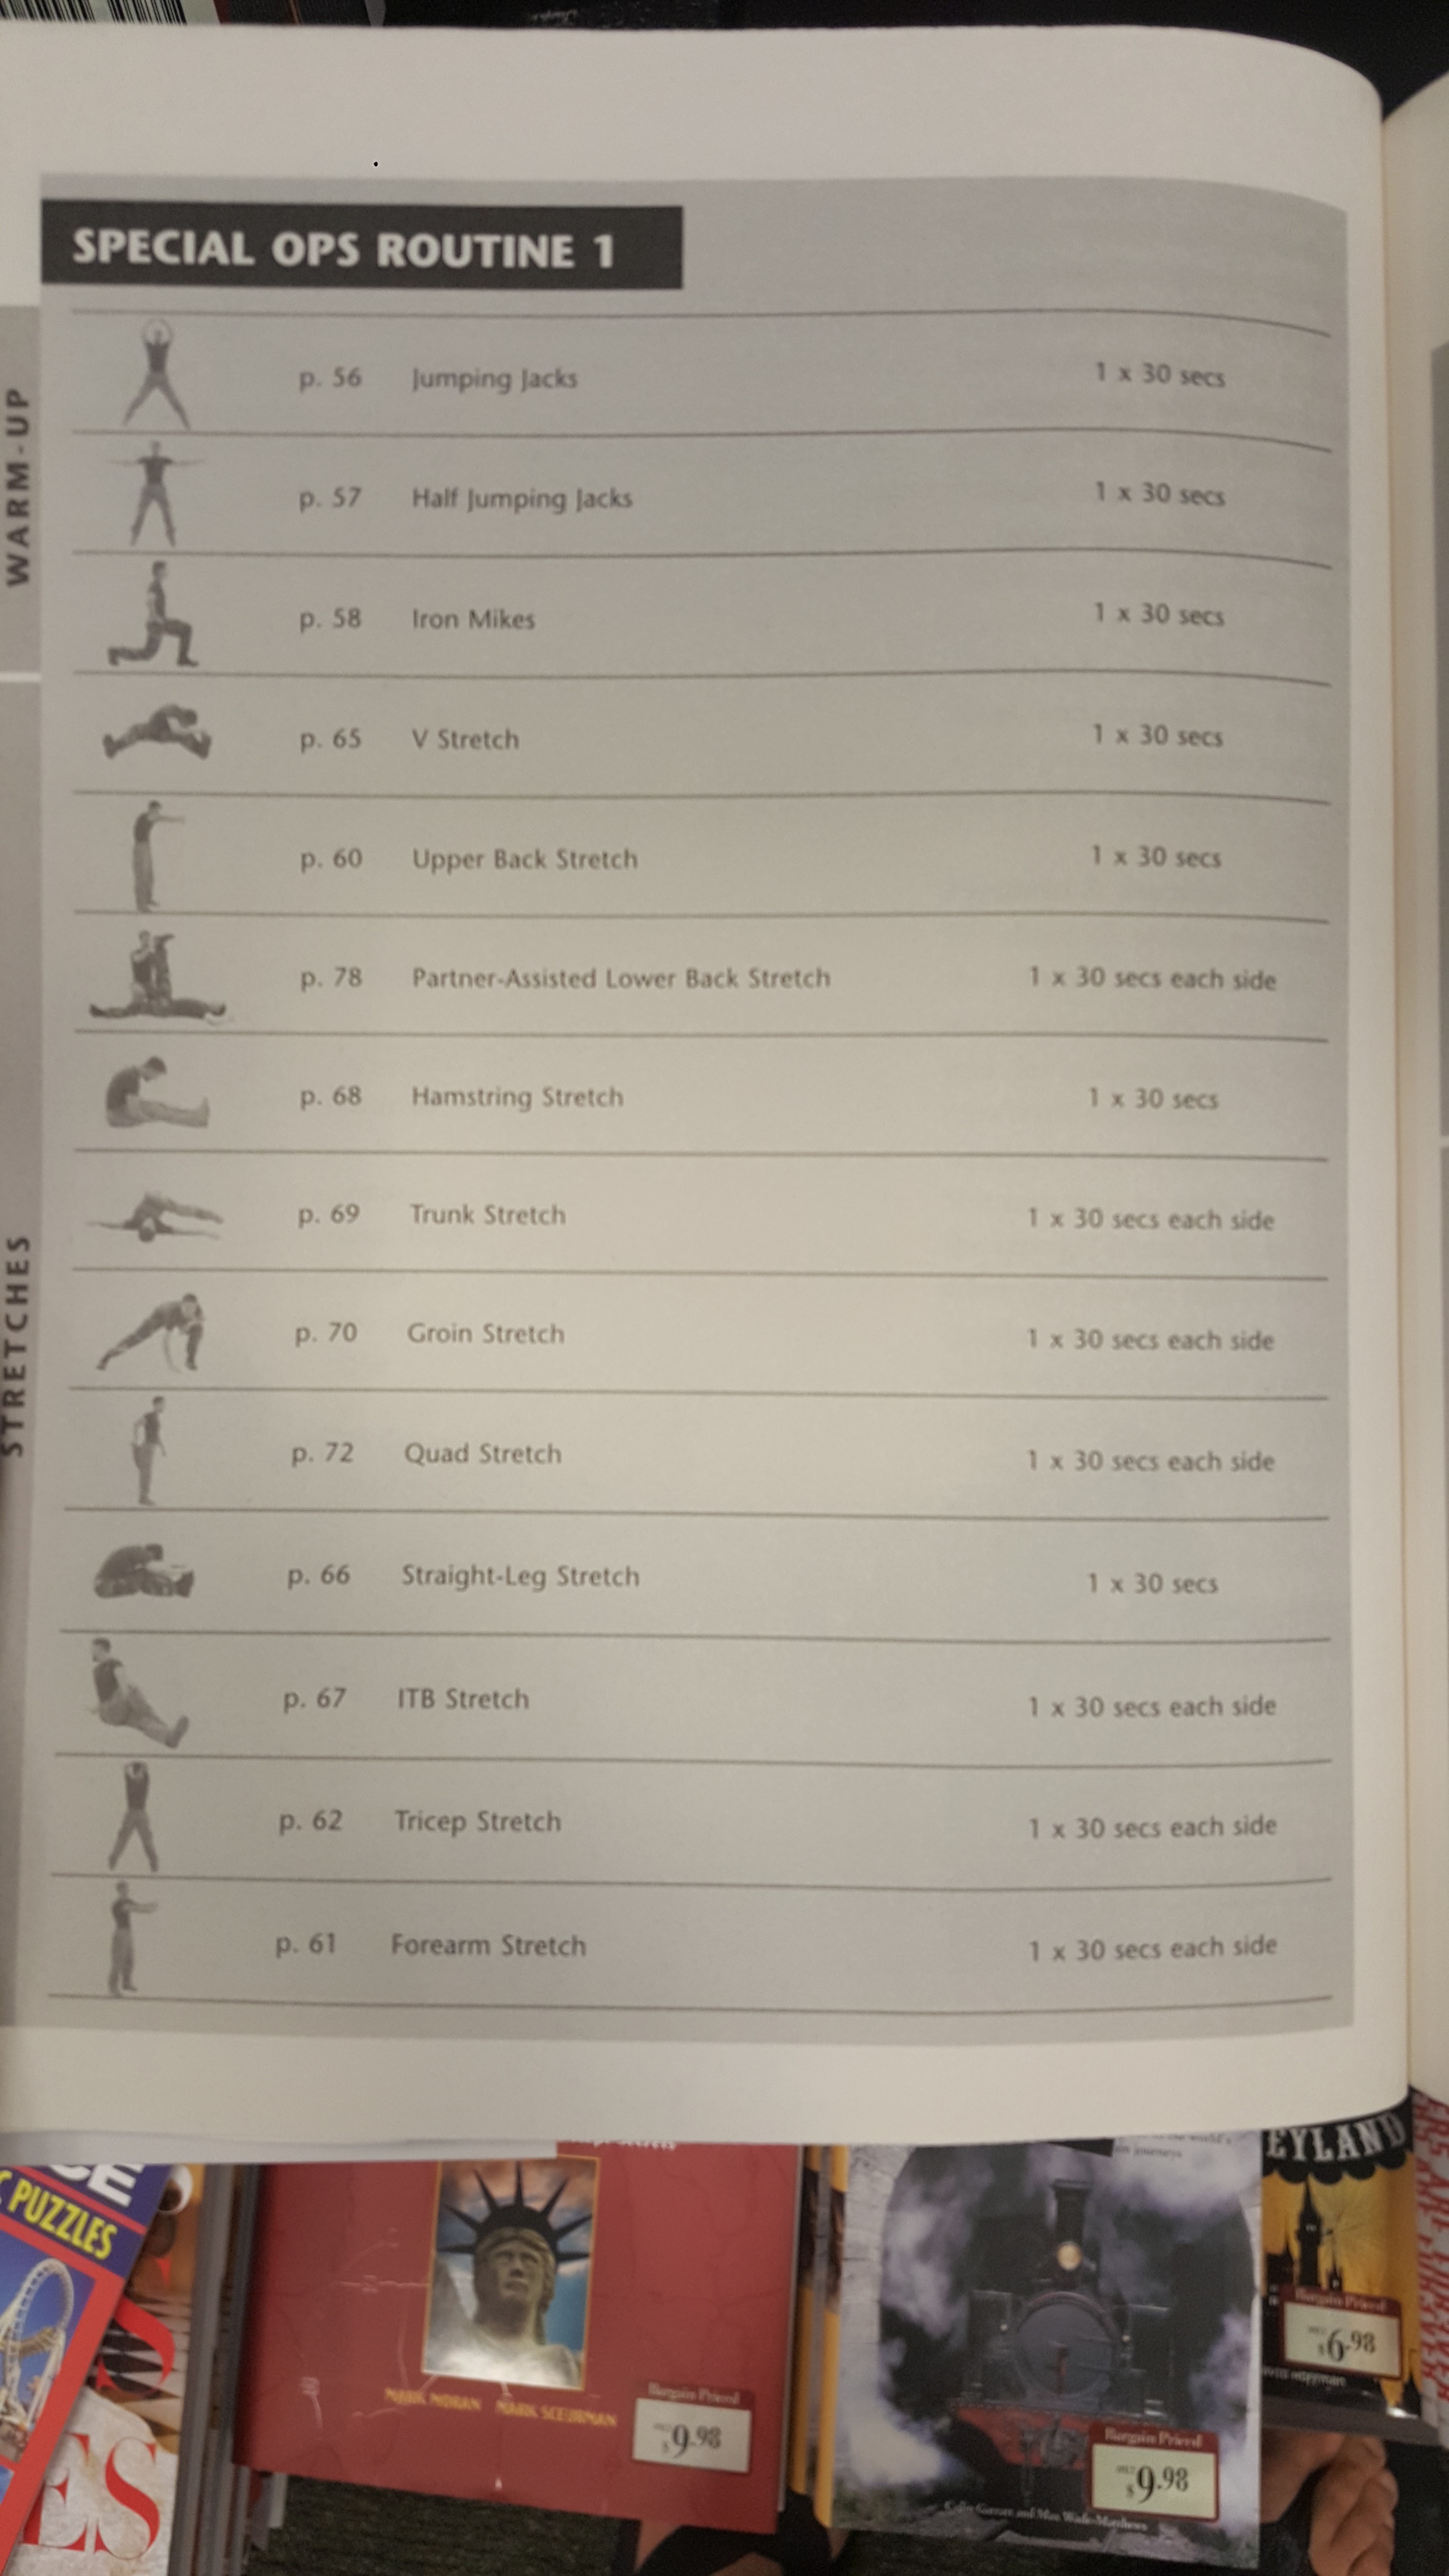 SPECIAL OPS ROUTINE 1
WARM-UP
p. 56 Jumping Jacks 1 x 30 secs
p. 57 Half Jumping Jacks 1 x 30 secs
p. 58 Iron Mikes 1 x 30 secs
STRETCHES
p. 65 V Stretch 1 x 30 secs
p. 60 Upper Back Stretch 1 x 30 secs
p. 78 Partner-Assisted Lower Back Stretch 1 x 30 secs each side
p. 68 Hamstring Stretch 1 x 30 secs
p. 69 Trunk Stretch 1 x 30 secs each side
p. 70 Groin Stretch 1 x 30 secs each side
p. 72 Quad Stretch 1 x 30 secs each side
p. 66 Straight-Leg Stretch 1 x 30 secs
p. 67 ITB Stretch 1 x 30 secs each side
p. 62 Tricep Stretch 1 x 30 secs each side
p. 61 Forearm Stretch 1 x 30 secs each side
PUZZLES
ES
MARK MORAN MARK SCEURMAN
Bargain Priced
$9.98
journeys
Bargain Priced
$9.98
EYLAND
Bargain Priced
$6.98